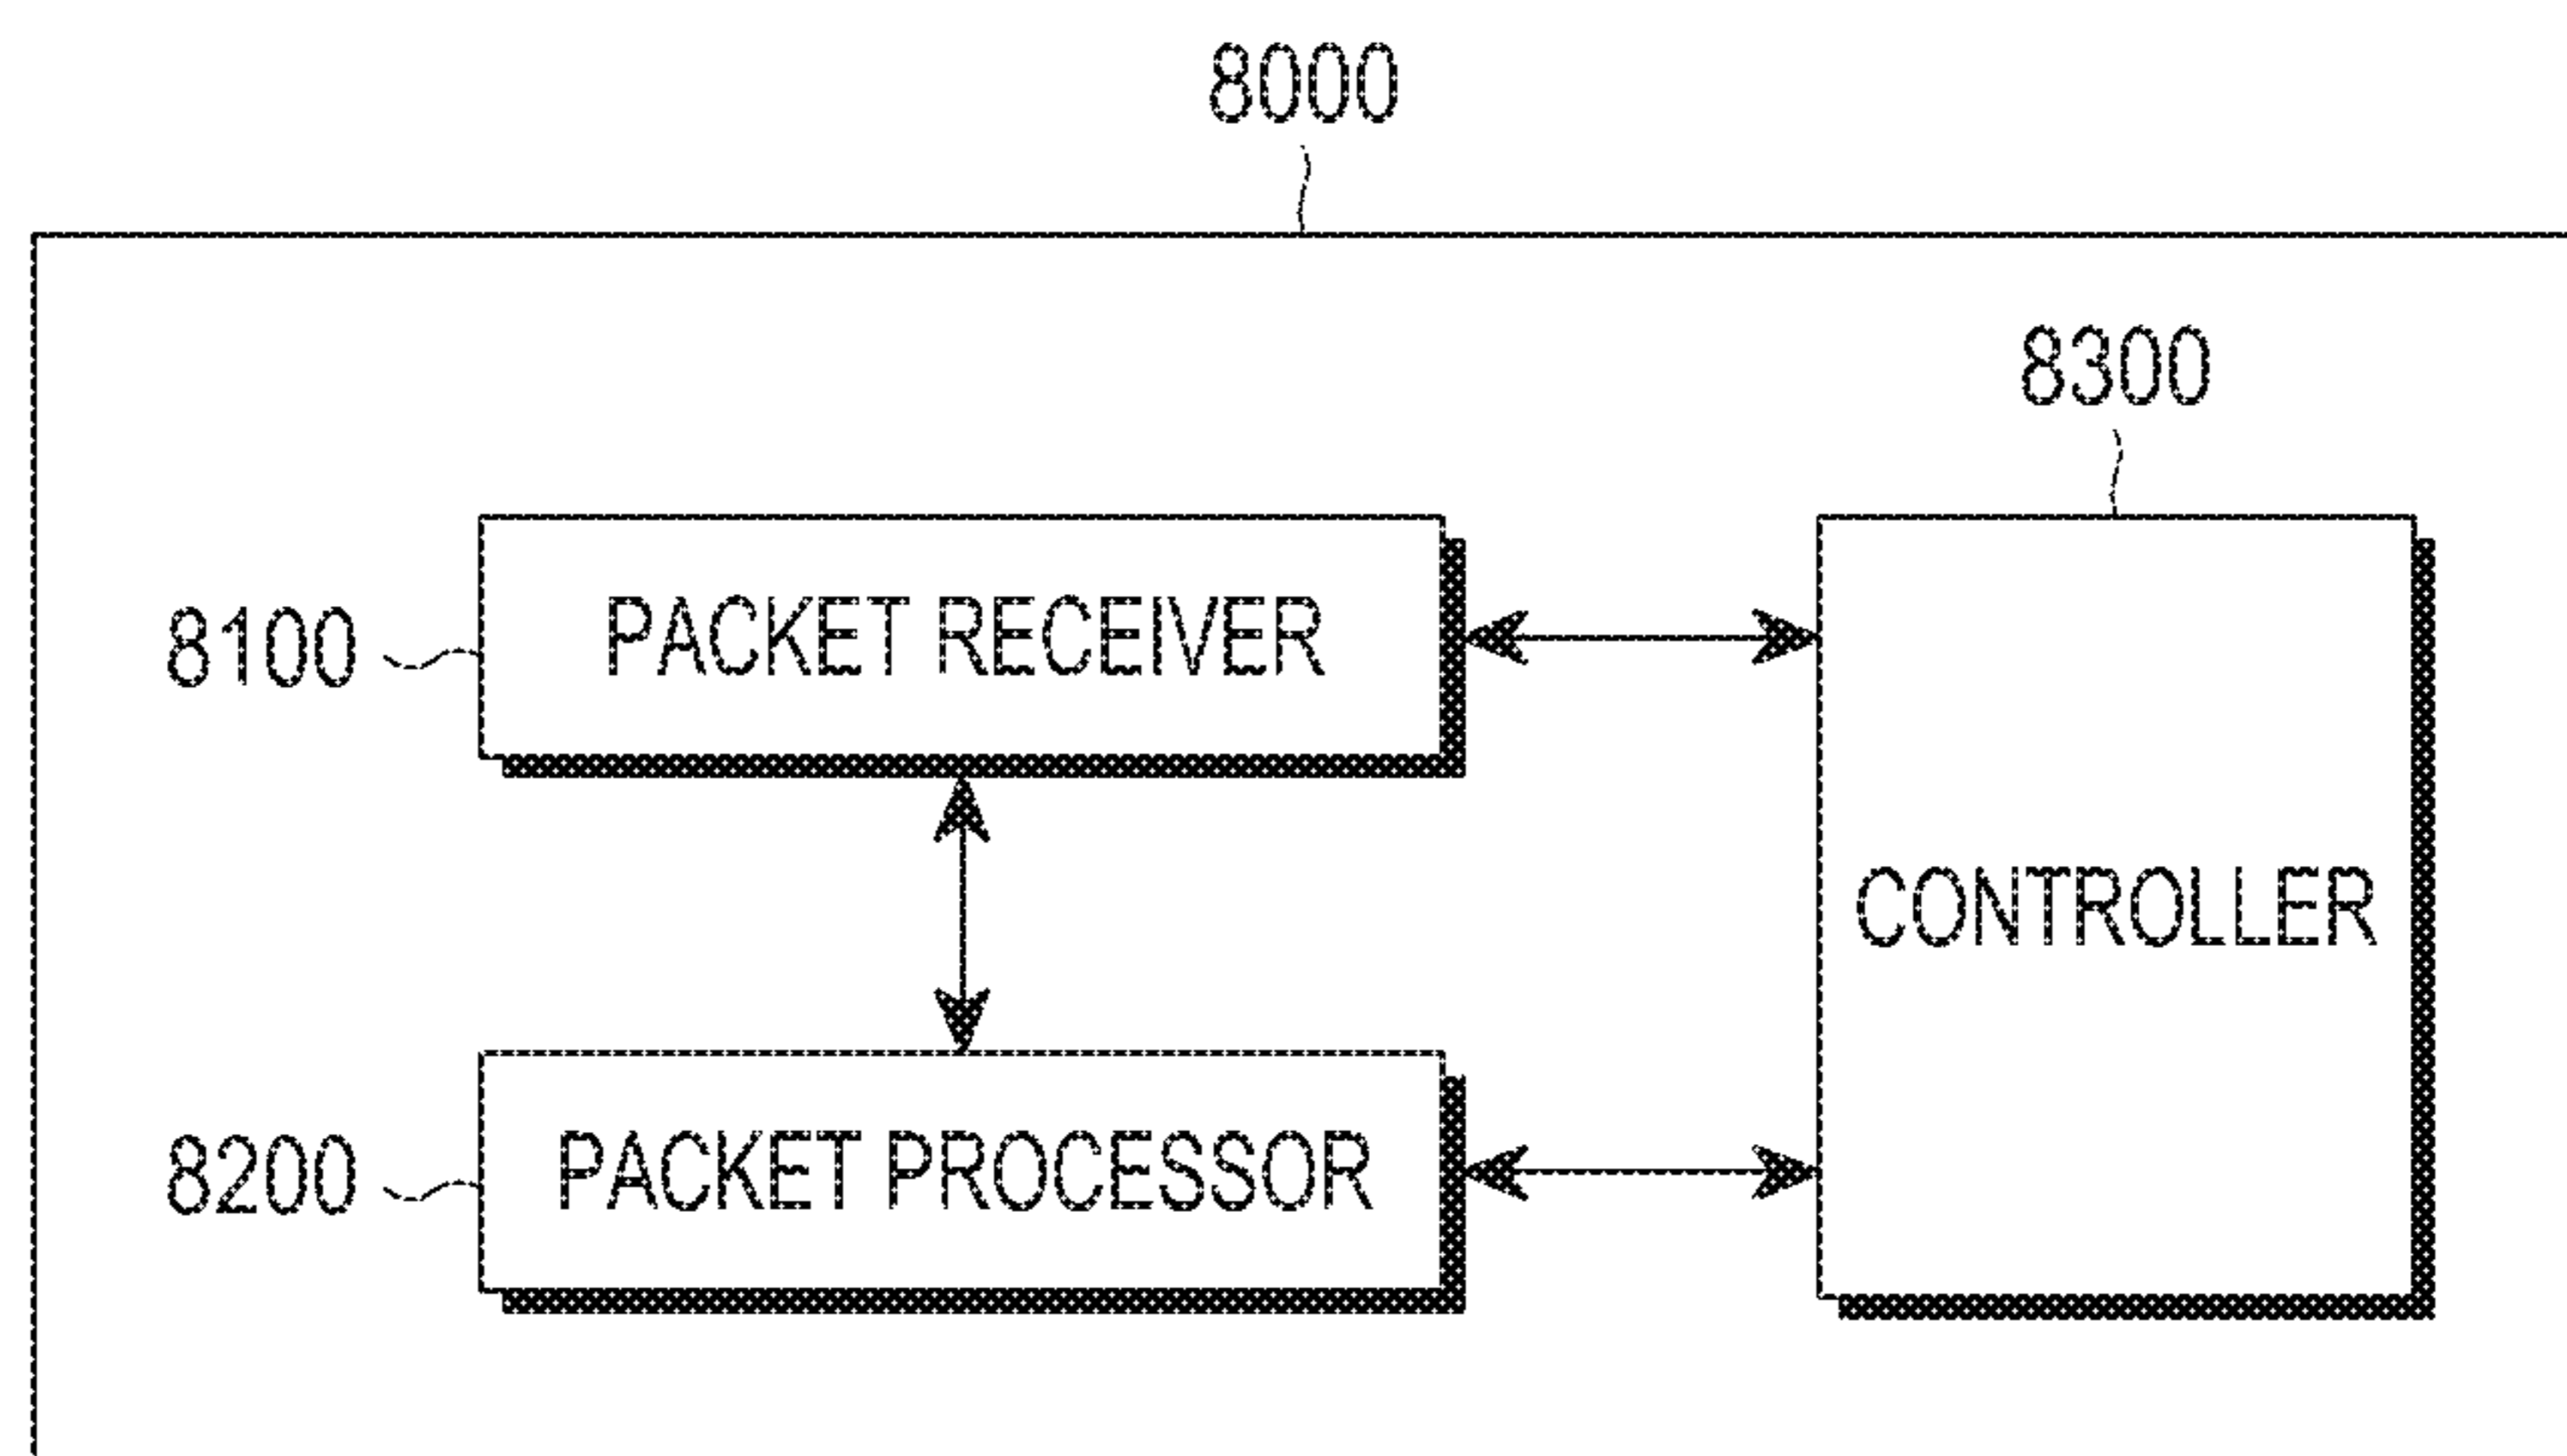 8000
8300
8100
PACKET RECEIVER
CONTROLLER
8200
PACKET PROCESSOR